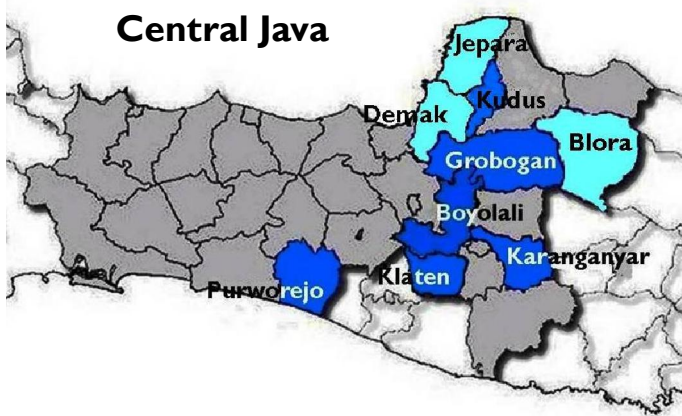 Central Java
Jepara
Kudus
Demak
Blora
Grobogan
Boyolali
Karanganyar
Klaten
Purworejo